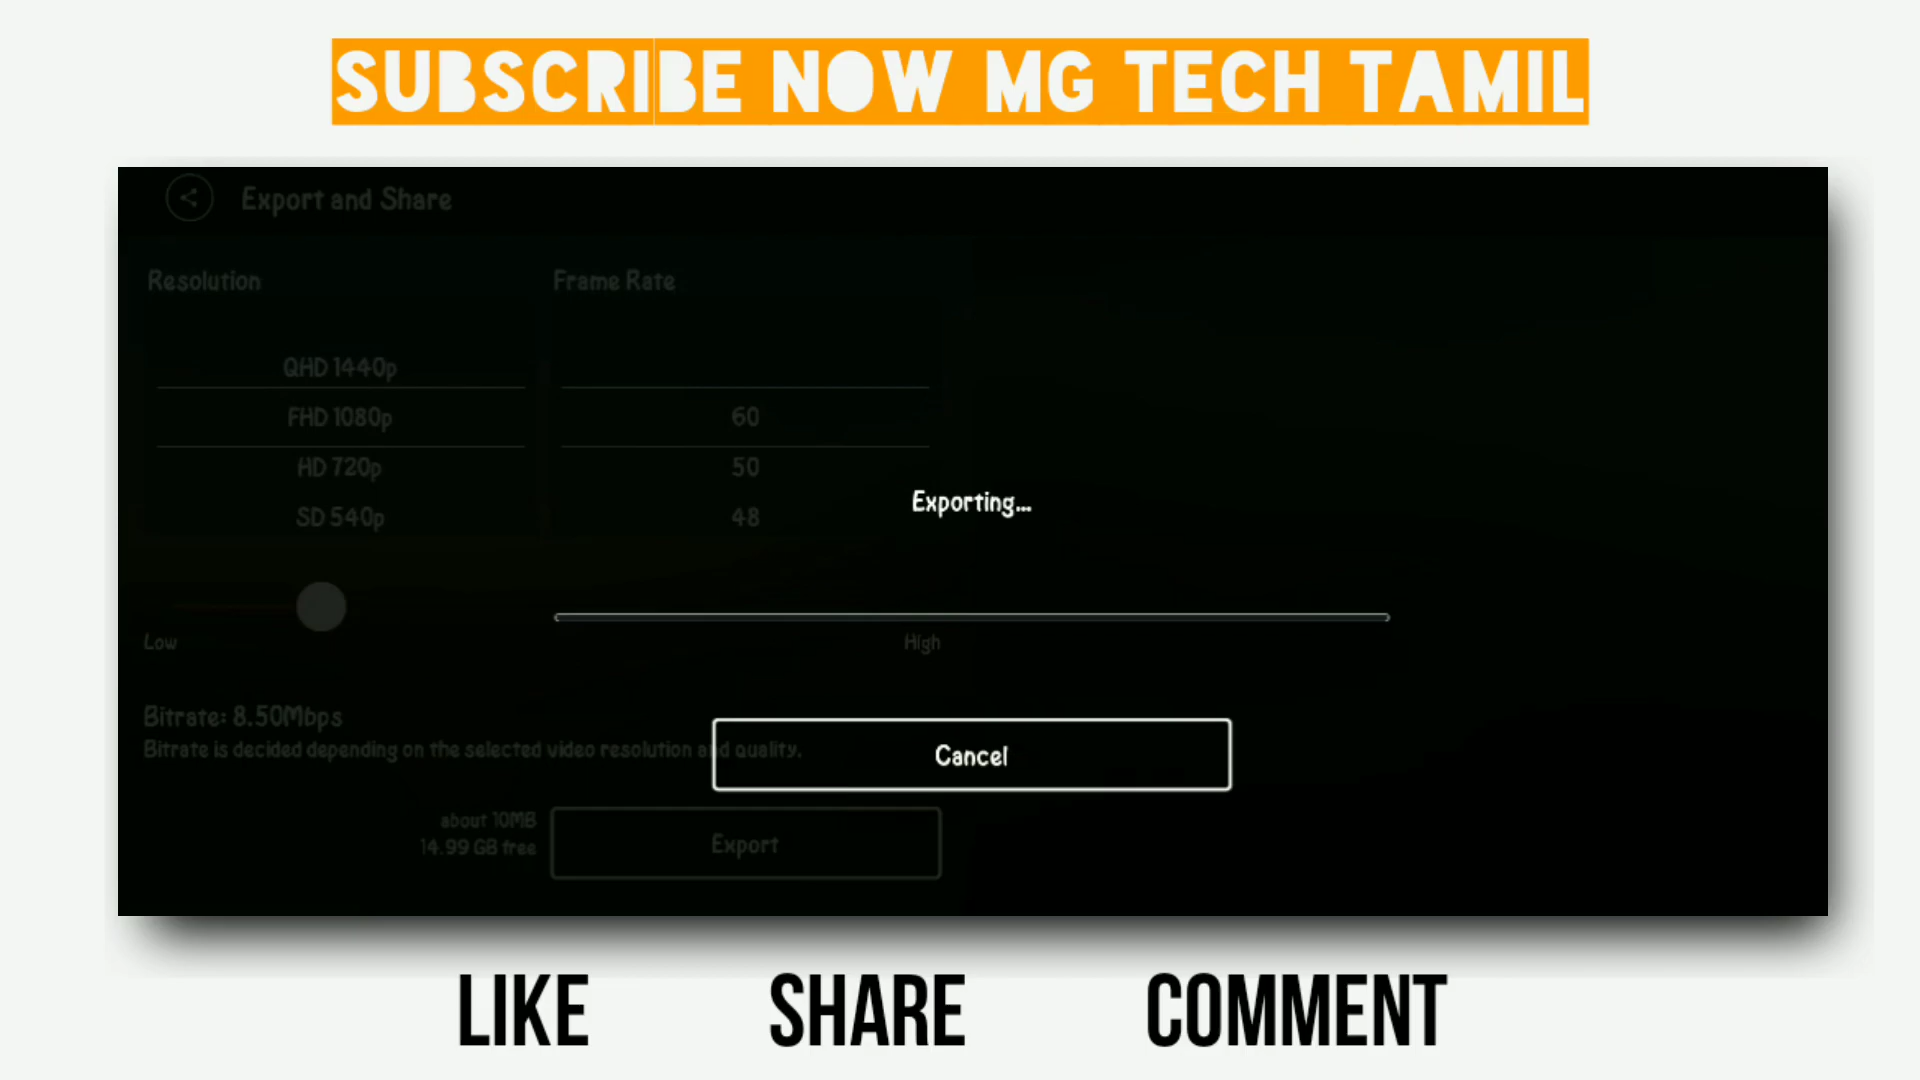 SUBSCRIBE NOW MG TECH TAMIL
Export and Share
Resolution
Frame Rate
QHD 1440p
FHD 1080p
60
HD 720p
50
SD 540p
48
Exporting...
Low
High
Bitrate: 8.50Mbps
Bitrate is decided depending on the selected video resolution and quality.
Cancel
about 10MB
14.99 GB free
Export
LIKE
SHARE
COMMENT